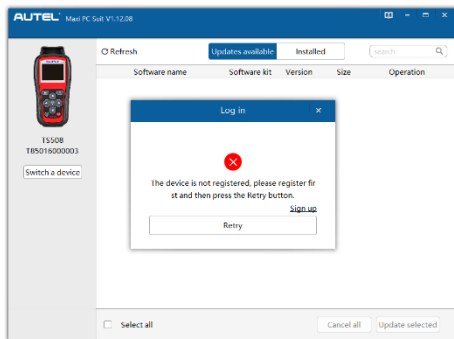 AUTEL Maxi PC Suit V1.12.08
Refresh
Updates available
Installed
search
Software name Software kit Version Size Operation
AUTEL
TS508
TB5016000003
Switch a device
Log in
The device is not registered, please register fir
st and then press the Retry button.
Sign up
Retry
Select all
Cancel all
Update selected